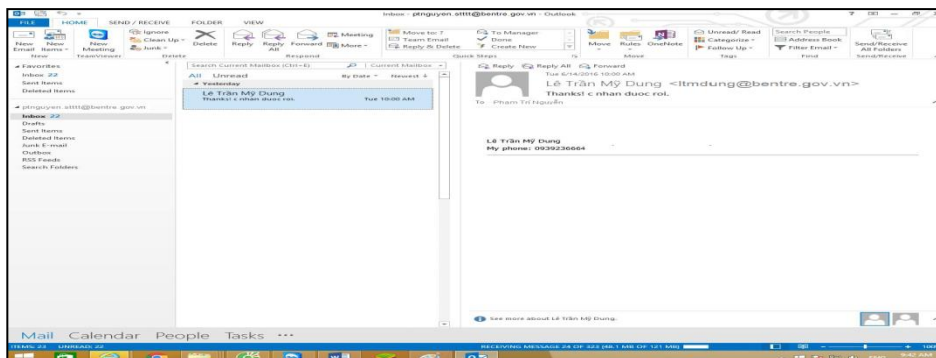 Inbox - ptnguyen.stttt@bentre.gov.vn - Outlook
FILE HOME SEND / RECEIVE FOLDER VIEW
New Email
New Items
New Meeting
Ignore
Clean Up
Junk
Delete
Reply
Reply All
Forward
Meeting
More
Move to: ?
Team Email
Reply & Delete
To Manager
Done
Create New
Move
Rules
OneNote
Unread/ Read
Categorize
Follow Up
Search People
Address Book
Filter Email
Send/Receive All Folders
New TeamViewer Delete Respond Quick Steps Move Tags Find Send/Receive
Favorites
Inbox 22
Sent Items
Deleted Items
ptnguyen.stttt@bentre.gov.vn
Inbox 22
Drafts
Sent Items
Deleted Items
Junk E-mail
Outbox
RSS Feeds
Search Folders
Search Current Mailbox (Ctrl+E) Current Mailbox
All Unread By Date Newest
Yesterday
Lê Trần Mỹ Dung
Thanks! c nhan duoc roi. Tue 10:00 AM
Reply Reply All Forward
Tue 6/14/2016 10:00 AM
Lê Trần Mỹ Dung <ltmdung@bentre.gov.vn>
Thanks! c nhan duoc roi.
To Phạm Trí Nguyễn
Lê Trần Mỹ Dung
My phone: 0939236664
See more about Lê Trần Mỹ Dung.
Mail Calendar People Tasks
ITEMS: 23 UNREAD: 22
RECEIVING MESSAGE 24 OF 223 (46.1 MB OF 121 MB)
9:42 AM